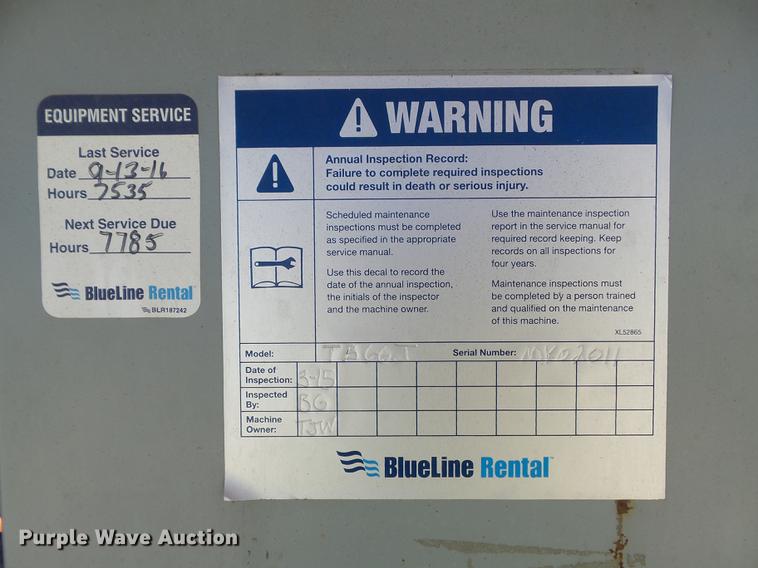 EQUIPMENT SERVICE
Last Service
Date 9-13-16
Hours 7535
Next Service Due
Hours 7785
BlueLine Rental
BLR187242
WARNING
Annual Inspection Record:
Failure to complete required inspections
could result in death or serious injury.
Scheduled maintenance
inspections must be completed
as specified in the appropriate
service manual.
Use this decal to record the
date of the annual inspection,
the initials of the inspector
and the machine owner.
Use the maintenance inspection
report in the service manual for
required record keeping. Keep
records on all inspections for
four years.
Maintenance inspections must
be completed by a person trained
and qualified on the maintenance
of this machine.
XL52865
Model: TB60J Serial Number: MK02011
Date of
Inspection: 3-15
Inspected
By: BG
Machine
Owner: TJW
BlueLine Rental
Purple Wave Auction